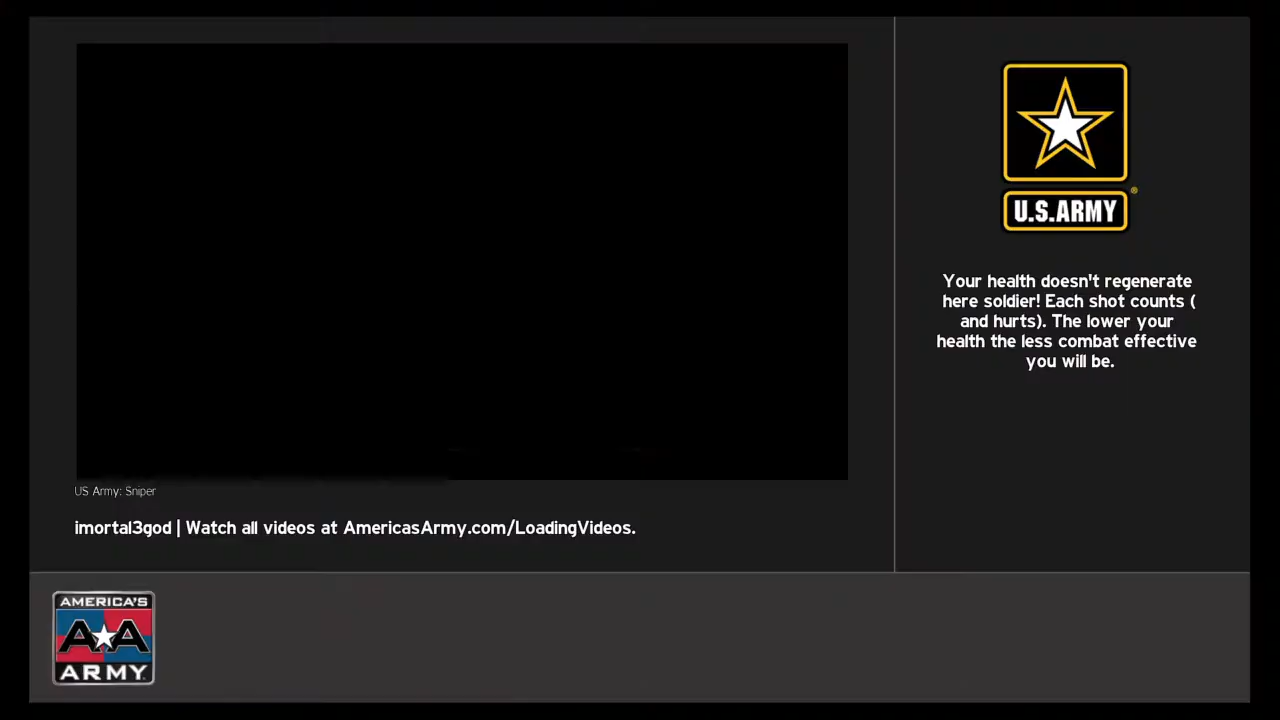 U.S.ARMY
®
Your health doesn't regenerate
here soldier! Each shot counts (
and hurts). The lower your
health the less combat effective
you will be.
US Army: Sniper
imortal3god | Watch all videos at AmericasArmy.com/LoadingVideos.
AMERICA'S
AA
ARMY